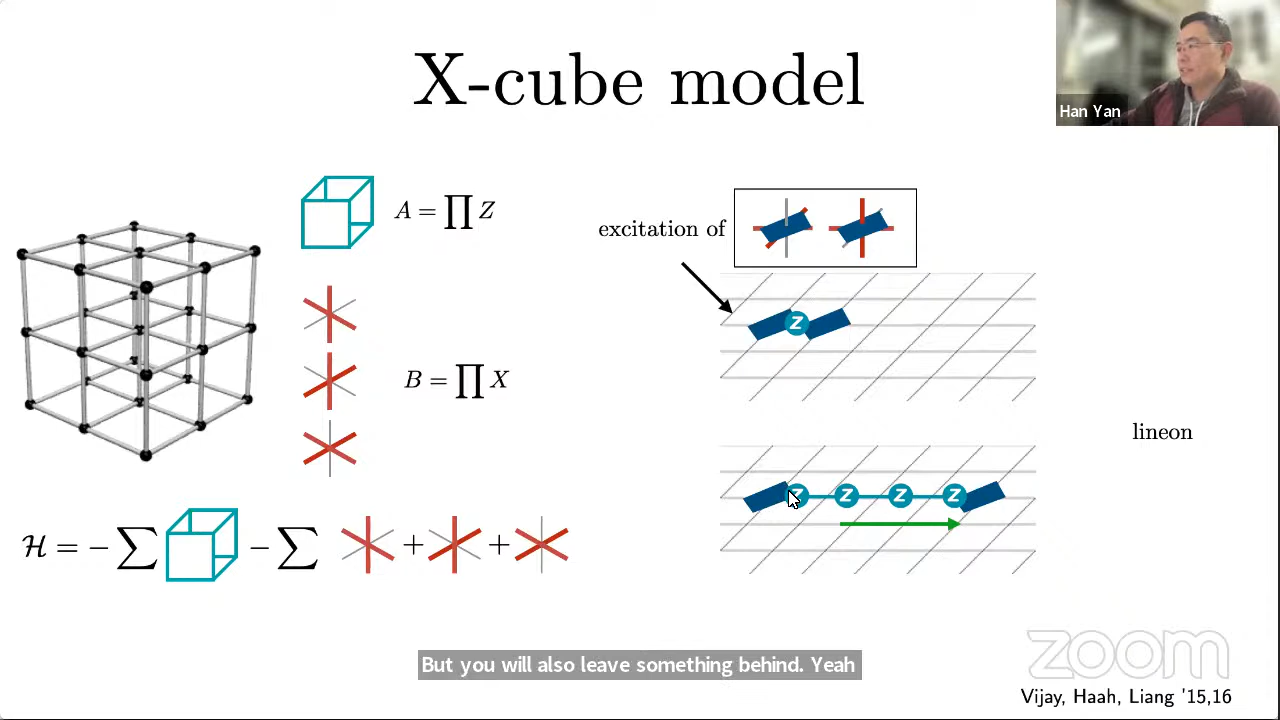 X-cube model
Han Yan
A = ∏ Z
B = ∏ X
H = − ∑ − ∑ + +
excitation of
Z
Z Z Z Z
lineon
But you will also leave something behind. Yeah
zoom
Vijay, Haah, Liang '15,16